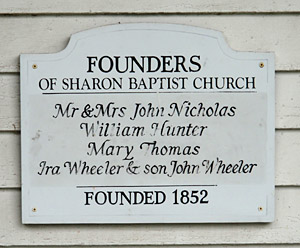 FOUNDERS
OF SHARON BAPTIST CHURCH
Mr & Mrs John Nicholas
William Hunter
Mary Thomas
Ira Wheeler & son John Wheeler
FOUNDED 1852